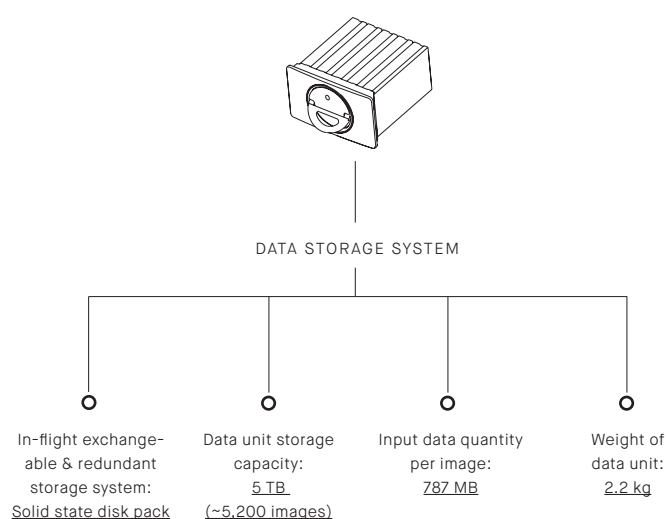 DATA STORAGE SYSTEM
In-flight exchange-
able & redundant
storage system:
Solid state disk pack
Data unit storage
capacity:
5 TB
(~5,200 images)
Input data quantity
per image:
787 MB
Weight of
data unit:
2.2 kg